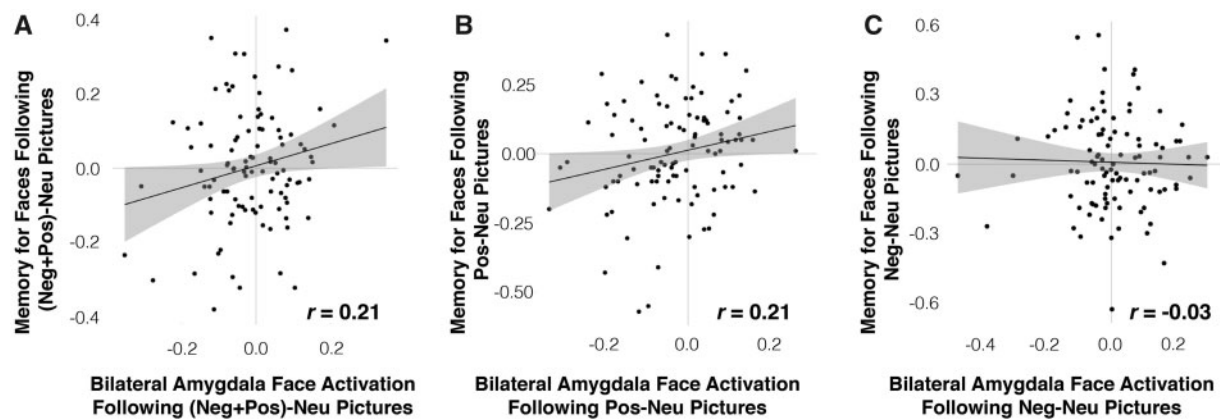 A
Memory for Faces Following
(Neg+Pos)-Neu Pictures
0.4
0.2
0.0
-0.2
-0.4
r = 0.21
-0.2
0.0
0.2
Bilateral Amygdala Face Activation
Following (Neg+Pos)-Neu Pictures
B
Memory for Faces Following
Pos-Neu Pictures
0.25
0.00
-0.25
-0.50
r = 0.21
-0.2
0.0
0.2
Bilateral Amygdala Face Activation
Following Pos-Neu Pictures
C
Memory for Faces Following
Neg-Neu Pictures
0.6
0.3
0.0
-0.3
-0.6
r = -0.03
-0.4
-0.2
0.0
0.2
Bilateral Amygdala Face Activation
Following Neg-Neu Pictures